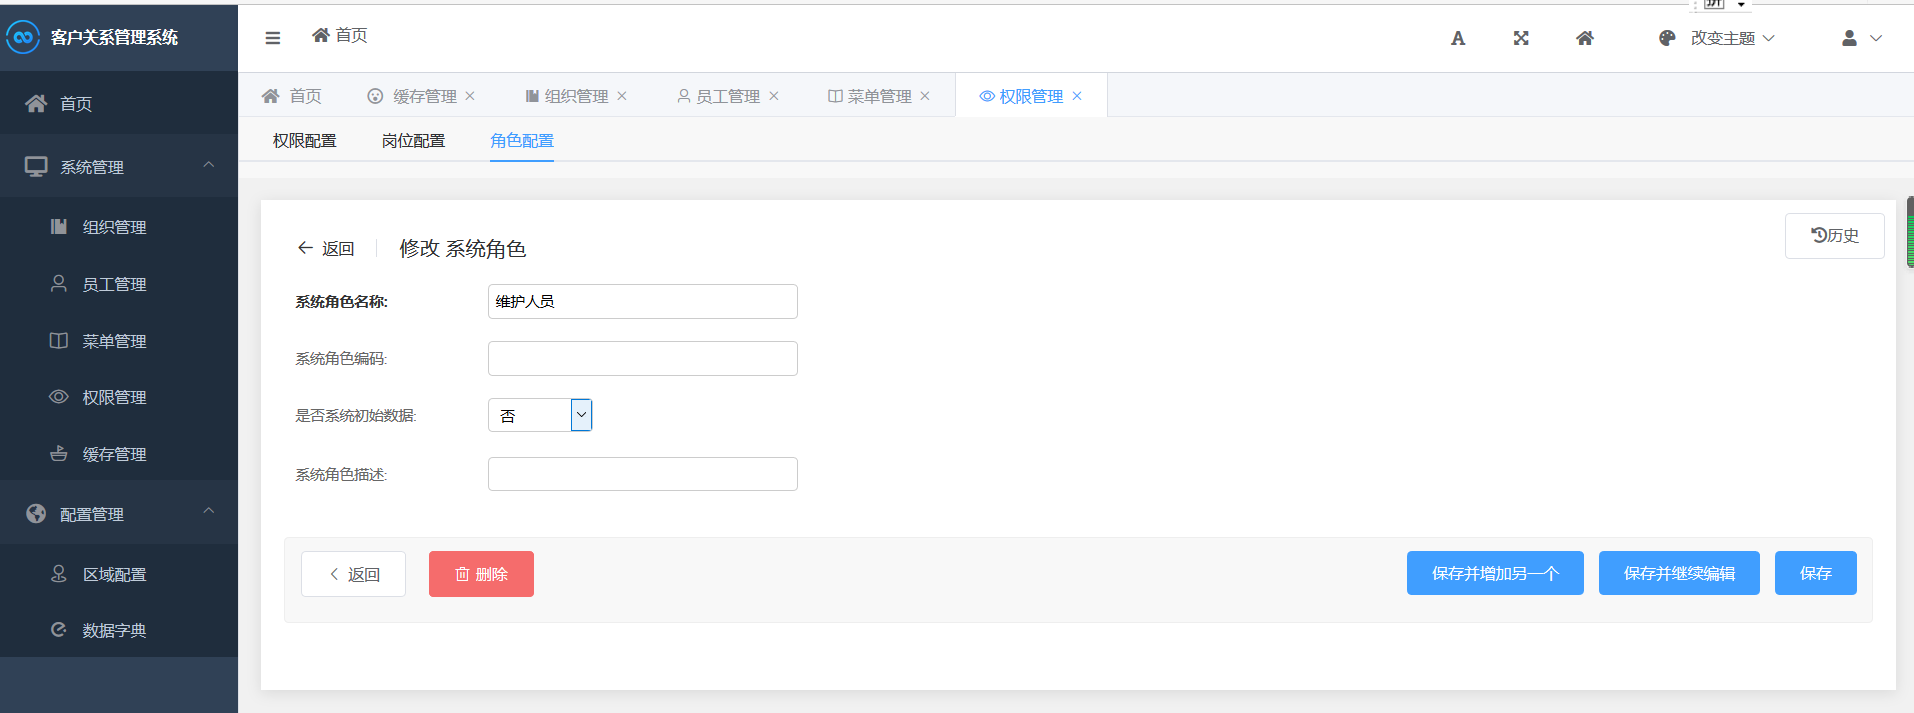 拼
客户关系管理系统
首页
A
改变主题
首页
缓存管理
组织管理
员工管理
菜单管理
权限管理
首页
系统管理
组织管理
员工管理
菜单管理
权限管理
缓存管理
配置管理
区域配置
数据字典
权限配置
岗位配置
角色配置
返回
修改 系统角色
历史
系统角色名称:
维护人员
系统角色编码:
是否系统初始数据:
否
系统角色描述:
返回
删除
保存并增加另一个
保存并继续编辑
保存